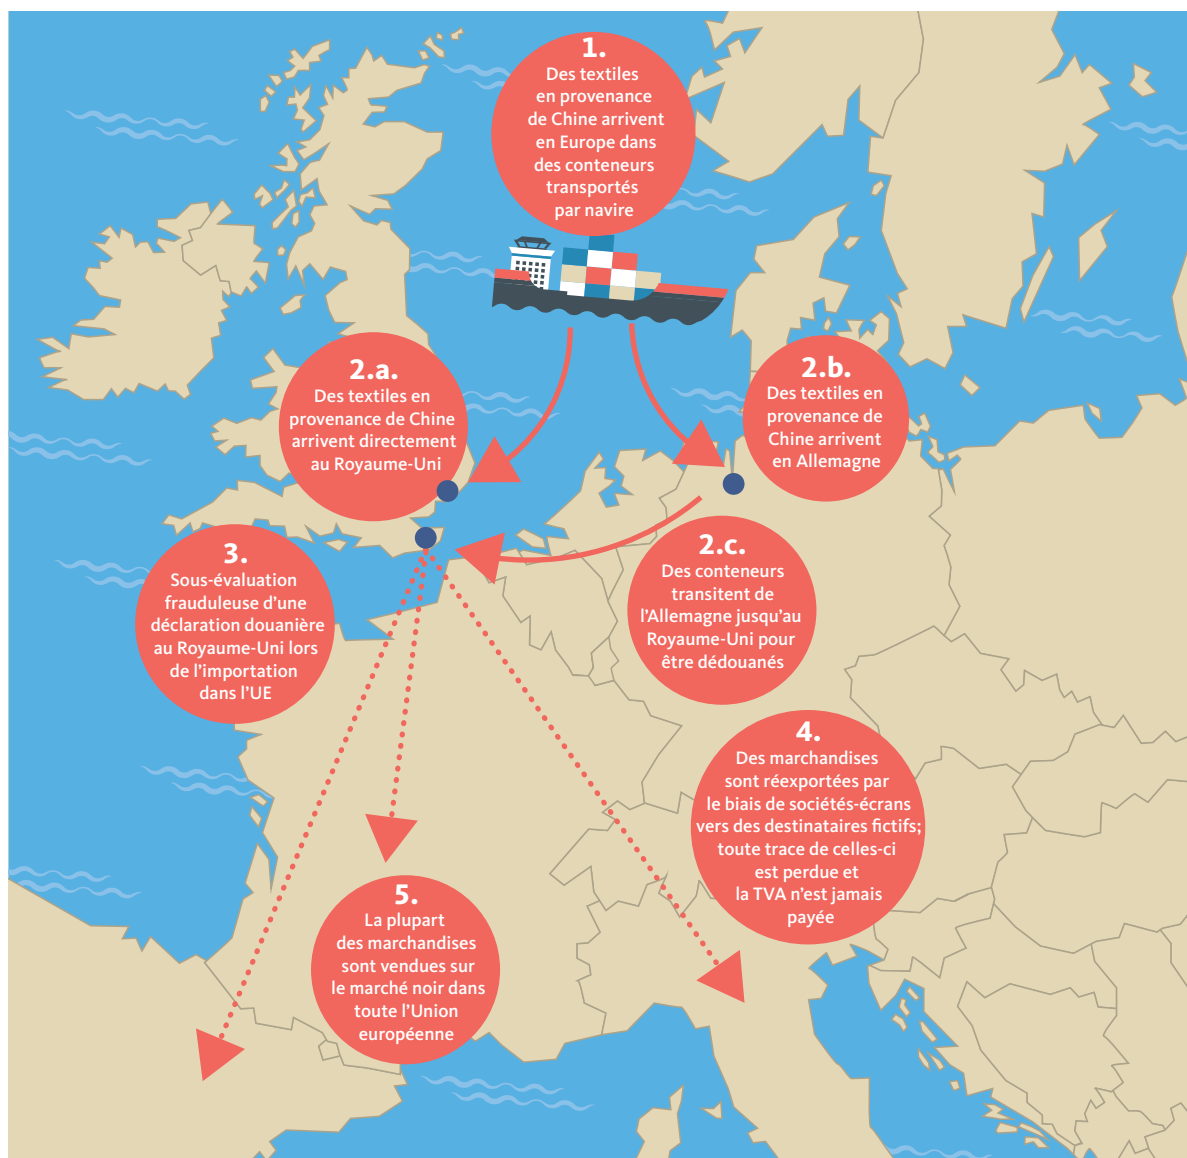 1.
Des textiles
en provenance
de Chine arrivent
en Europe dans
des conteneurs
transportés
par navire
2.a.
Des textiles en
provenance de Chine
arrivent directement
au Royaume-Uni
2.b.
Des textiles en
provenance de
Chine arrivent
en Allemagne
2.c.
Des conteneurs
transitent de
l’Allemagne jusqu’au
Royaume-Uni pour
être dédouanés
3.
Sous-évaluation
frauduleuse d’une
déclaration douanière
au Royaume-Uni lors
de l’importation
dans l’UE
4.
Des marchandises
sont réexportées par
le biais de sociétés-écrans
vers des destinataires fictifs;
toute trace de celles-ci
est perdue et
la TVA n’est jamais
payée
5.
La plupart
des marchandises
sont vendues sur
le marché noir dans
toute l’Union
européenne